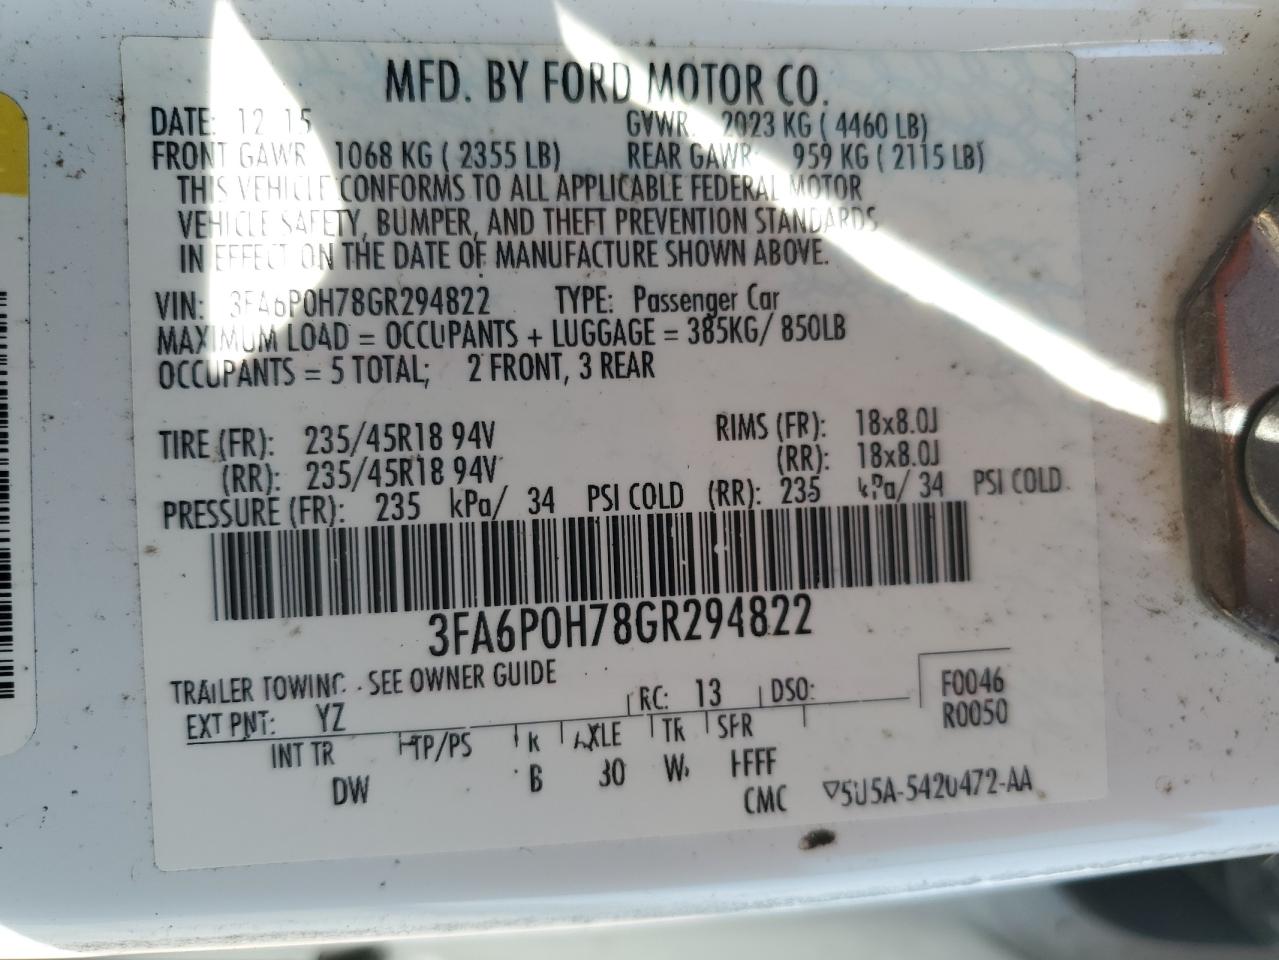 MFD. BY FORD MOTOR CO.
DATE: 12 15 GVWR: 2023 KG ( 4460 LB)
FRONT GAWR: 1068 KG ( 2355 LB) REAR GAWR: 959 KG ( 2115 LB)
THIS VEHICLE CONFORMS TO ALL APPLICABLE FEDERAL MOTOR
VEHICLE SAFETY, BUMPER, AND THEFT PREVENTION STANDARDS
IN EFFECT ON THE DATE OF MANUFACTURE SHOWN ABOVE.
VIN: 3FA6P0H78GR294822 TYPE: Passenger Car
MAXIMUM LOAD = OCCUPANTS + LUGGAGE = 385KG/ 850LB
OCCUPANTS = 5 TOTAL; 2 FRONT, 3 REAR
TIRE (FR): 235/45R18 94V RIMS (FR): 18x8.0J
(RR): 235/45R18 94V (RR): 18x8.0J
PRESSURE (FR): 235 kPa/ 34 PSI COLD (RR): 235 kPa/ 34 PSI COLD
3FA6P0H78GR294822
TRAILER TOWING - SEE OWNER GUIDE
EXT PNT: YZ RC: 13 DSO: F0046
R0050
INT TR TP/PS R AXLE TR SPR
DW B 30 W
CMC ▽5U5A-5420472-AA